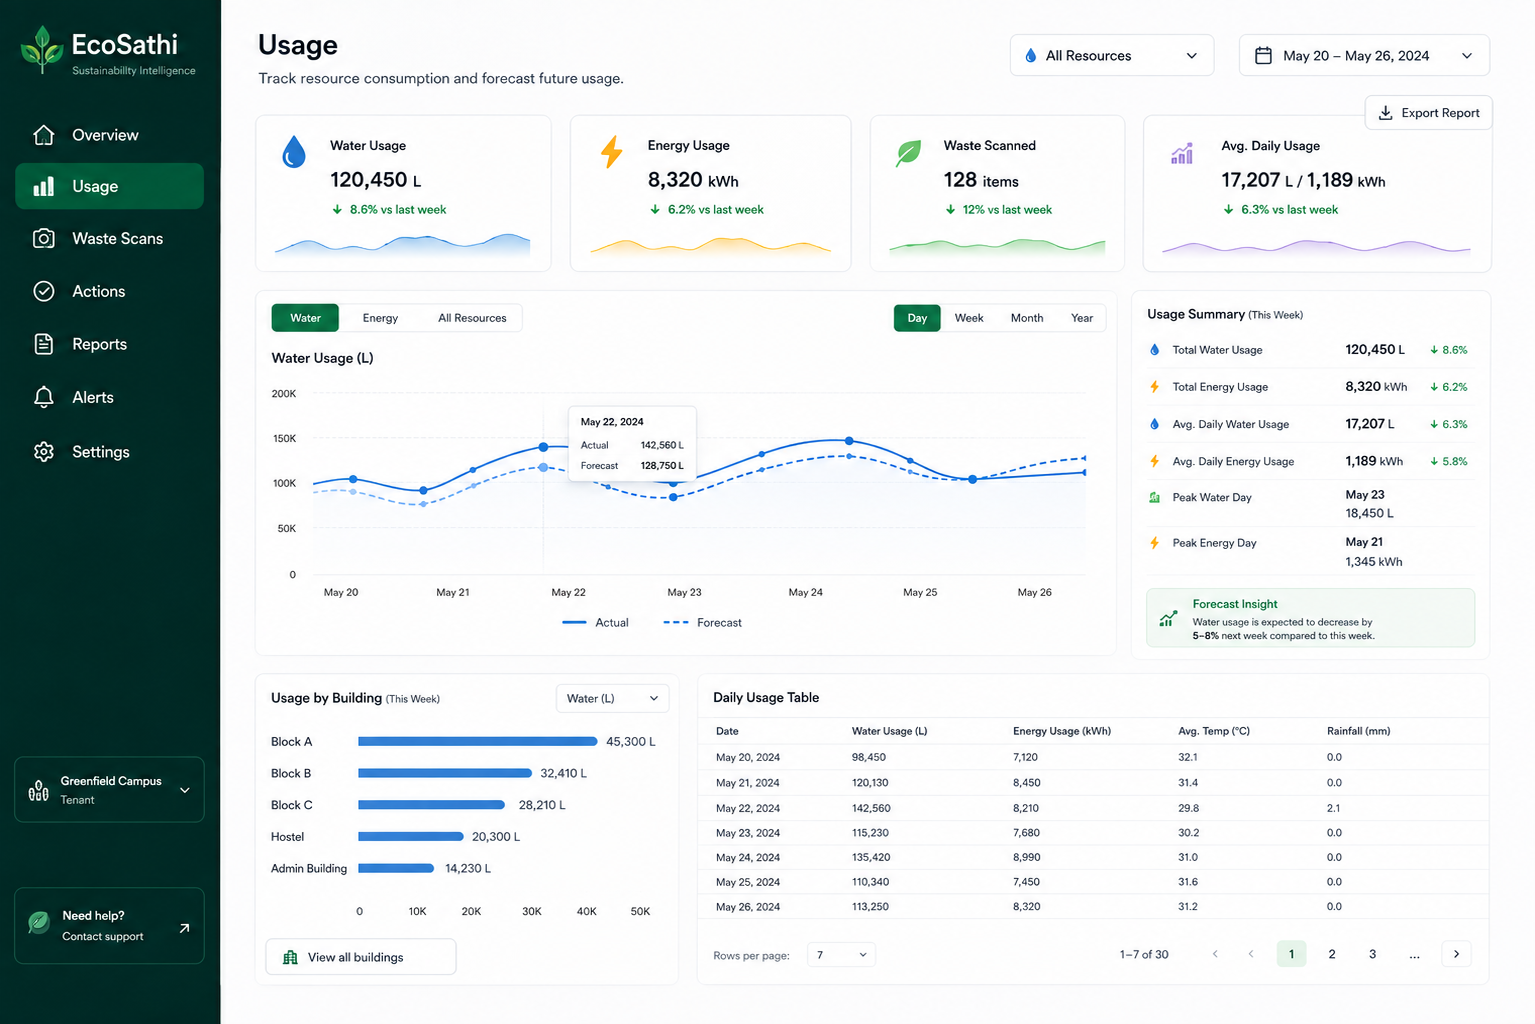 EcoSathi
Sustainability Intelligence
Overview
Usage
Waste Scans
Actions
Reports
Alerts
Settings
Greenfield Campus
Tenant
Need help?
Contact support
Usage
Track resource consumption and forecast future usage.
All Resources
May 20 – May 26, 2024
Export Report
Water Usage
120,450 L
↓ 8.6% vs last week
Energy Usage
8,320 kWh
↓ 6.2% vs last week
Waste Scanned
128 items
↓ 12% vs last week
Avg. Daily Usage
17,207 L / 1,189 kWh
↓ 6.3% vs last week
Water Energy All Resources
Day Week Month Year
Water Usage (L)
200K
150K
100K
50K
0
May 22, 2024
Actual 142,560 L
Forecast 128,750 L
May 20 May 21 May 22 May 23 May 24 May 25 May 26
Actual Forecast
Usage Summary (This Week)
Total Water Usage 120,450 L ↓ 8.6%
Total Energy Usage 8,320 kWh ↓ 6.2%
Avg. Daily Water Usage 17,207 L ↓ 6.3%
Avg. Daily Energy Usage 1,189 kWh ↓ 5.8%
Peak Water Day May 23
18,450 L
Peak Energy Day May 21
1,345 kWh
Forecast Insight
Water usage is expected to decrease by
5–8% next week compared to this week.
Usage by Building (This Week)
Water (L)
Block A 45,300 L
Block B 32,410 L
Block C 28,210 L
Hostel 20,300 L
Admin Building 14,230 L
0 10K 20K 30K 40K 50K
View all buildings
Daily Usage Table
Date Water Usage (L) Energy Usage (kWh) Avg. Temp (°C) Rainfall (mm)
May 20, 2024 98,450 7,120 32.1 0.0
May 21, 2024 120,130 8,450 31.4 0.0
May 22, 2024 142,560 8,210 29.8 2.1
May 23, 2024 115,230 7,680 30.2 0.0
May 24, 2024 135,420 8,990 31.0 0.0
May 25, 2024 110,340 7,450 31.6 0.0
May 26, 2024 113,250 8,320 31.2 0.0
Rows per page: 7
1–7 of 30 1 2 3 ...